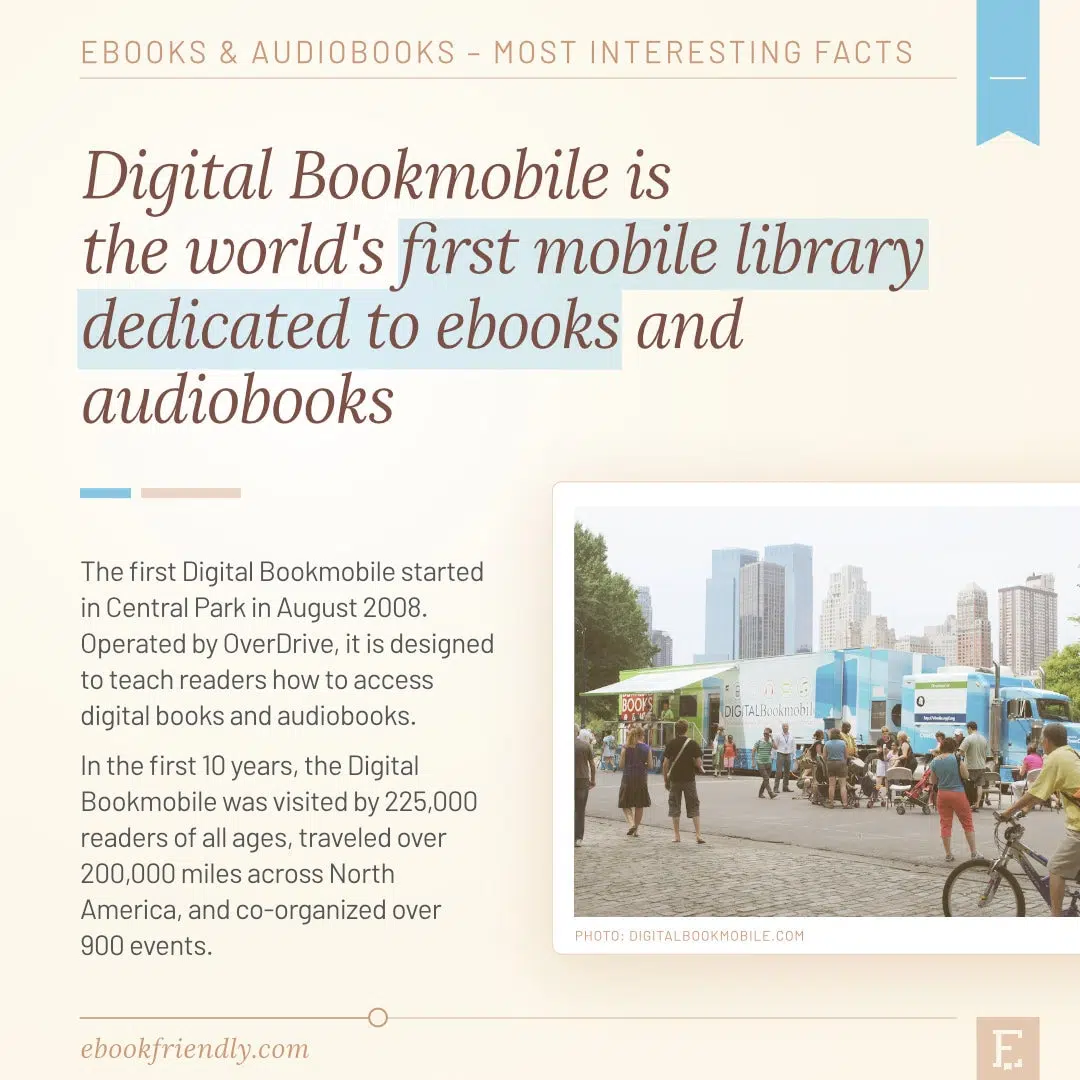 EBOOKS & AUDIOBOOKS – MOST INTERESTING FACTS
Digital Bookmobile is
the world's first mobile library
dedicated to ebooks and
audiobooks
The first Digital Bookmobile started
in Central Park in August 2008.
Operated by OverDrive, it is designed
to teach readers how to access
digital books and audiobooks.
In the first 10 years, the Digital
Bookmobile was visited by 225,000
readers of all ages, traveled over
200,000 miles across North
America, and co-organized over
900 events.
DIGITALBookmobil
PHOTO: DIGITALBOOKMOBILE.COM
ebookfriendly.com
E